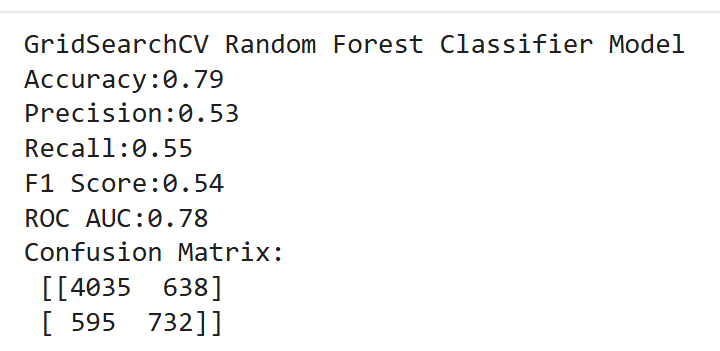 GridSearchCV Random Forest Classifier Model
Accuracy:0.79
Precision:0.53
Recall:0.55
F1 Score:0.54
ROC AUC:0.78
Confusion Matrix:
[[4035  638]
[ 595  732]]